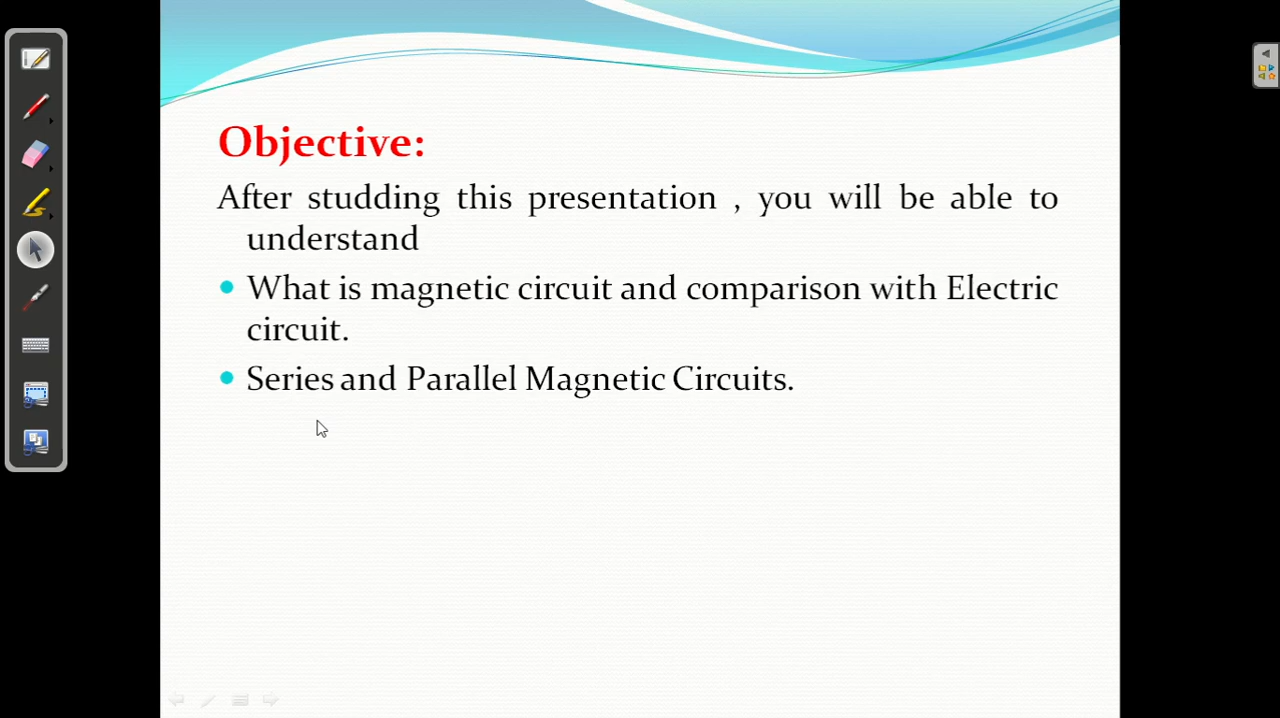 Objective:
After studding this presentation , you will be able to
understand
• What is magnetic circuit and comparison with Electric
circuit.
• Series and Parallel Magnetic Circuits.